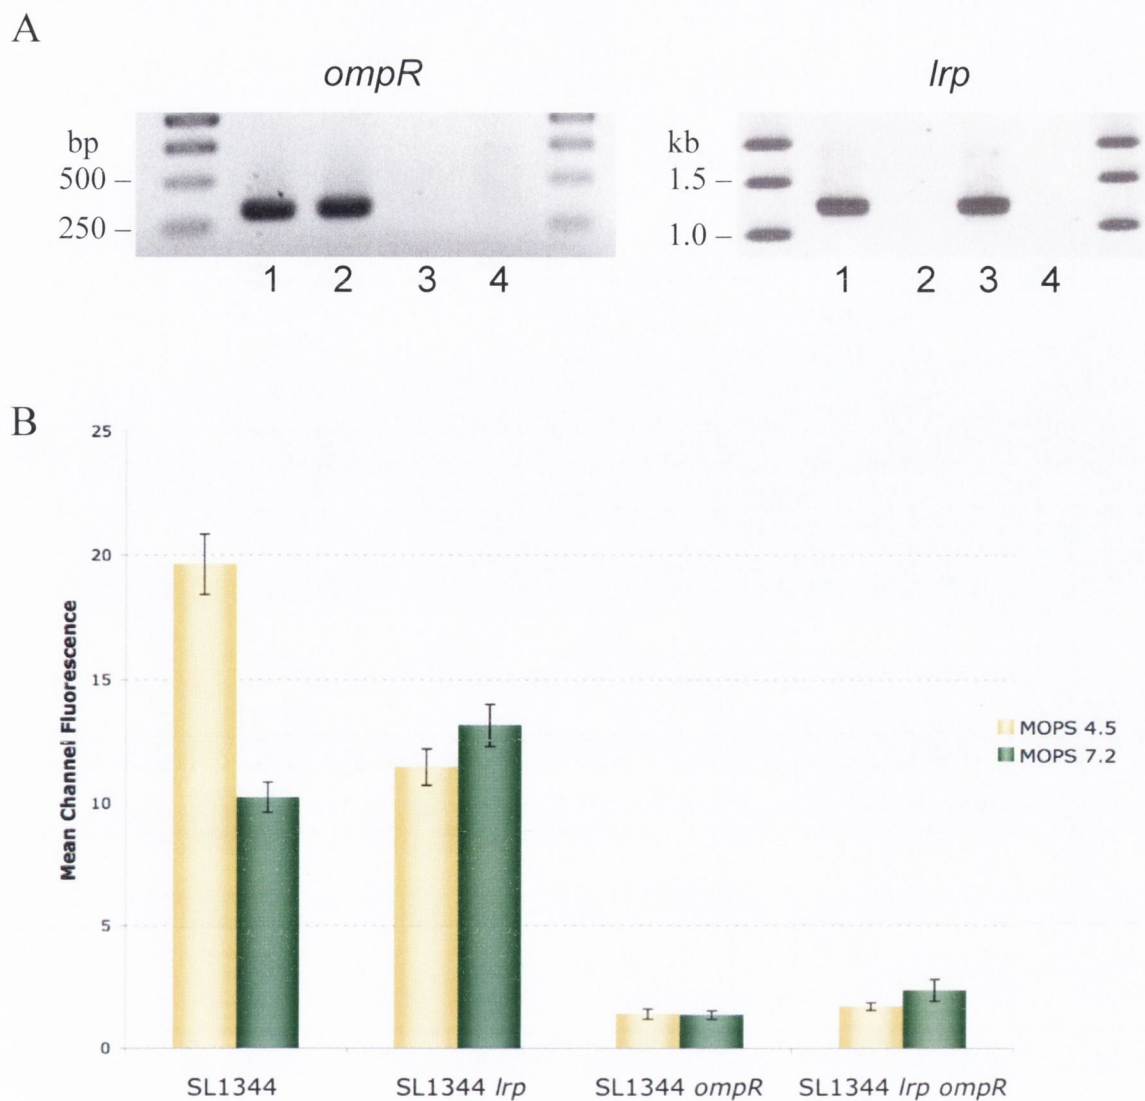 A
ompR
lrp
bp
500 –
250 –
1 2 3 4
kb
1.5 –
1.0 –
1 2 3 4
B
Mean Channel Fluorescence
25
20
15
10
5
0
SL1344
SL1344 lrp
SL1344 ompR
SL1344 lrp ompR
MOPS 4.5
MOPS 7.2